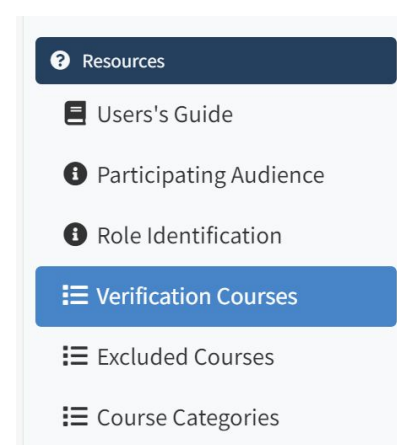 Resources
Users's Guide
Participating Audience
Role Identification
Verification Courses
Excluded Courses
Course Categories